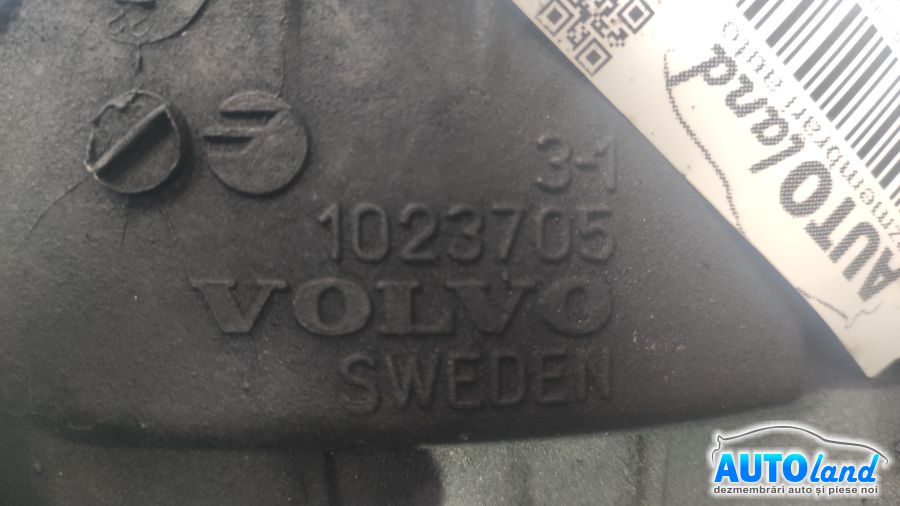 3-1
1023705
VOLVO
SWEDEN
AUTOland
AUTOland
dezmembrări auto și piese noi